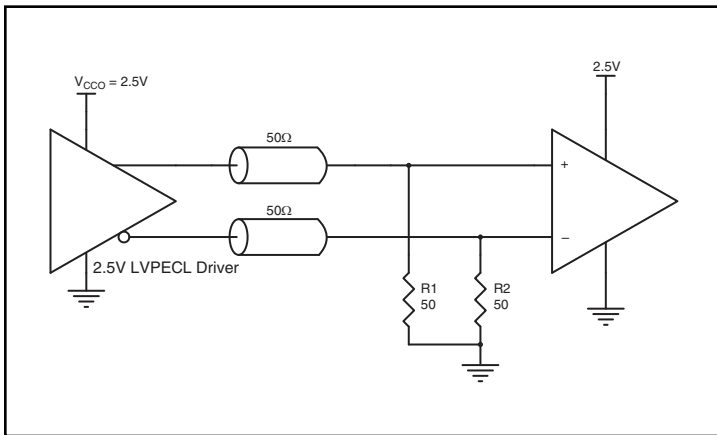 V_CCO = 2.5V
2.5V
50Ω
+
50Ω
−
2.5V LVPECL Driver
R1
50
R2
50